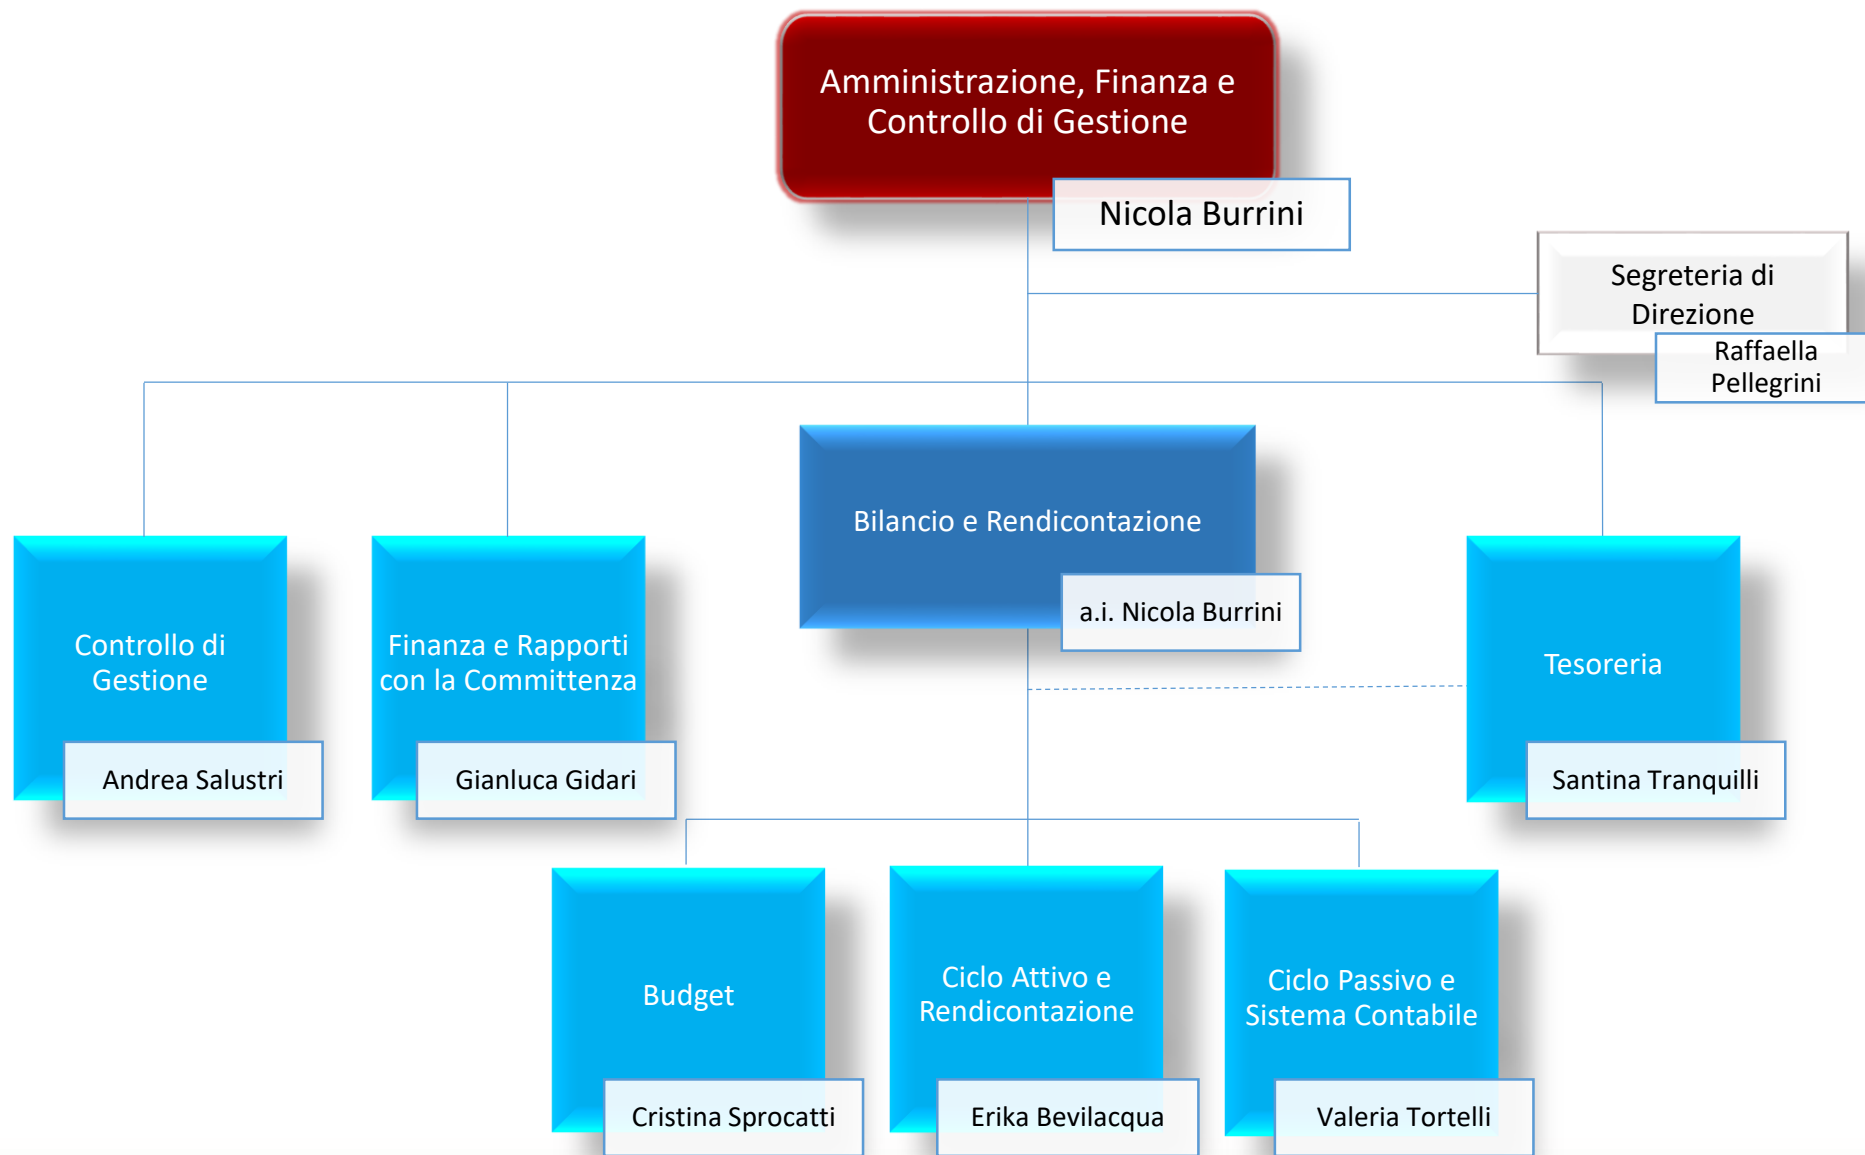 Amministrazione, Finanza e
Controllo di Gestione
Nicola Burrini
Segreteria di
Direzione
Raffaella
Pellegrini
Bilancio e Rendicontazione
a.i. Nicola Burrini
Controllo di
Gestione
Andrea Salustri
Finanza e Rapporti
con la Committenza
Gianluca Gidari
Tesoreria
Santina Tranquilli
Budget
Cristina Sprocatti
Ciclo Attivo e
Rendicontazione
Erika Bevilacqua
Ciclo Passivo e
Sistema Contabile
Valeria Tortelli